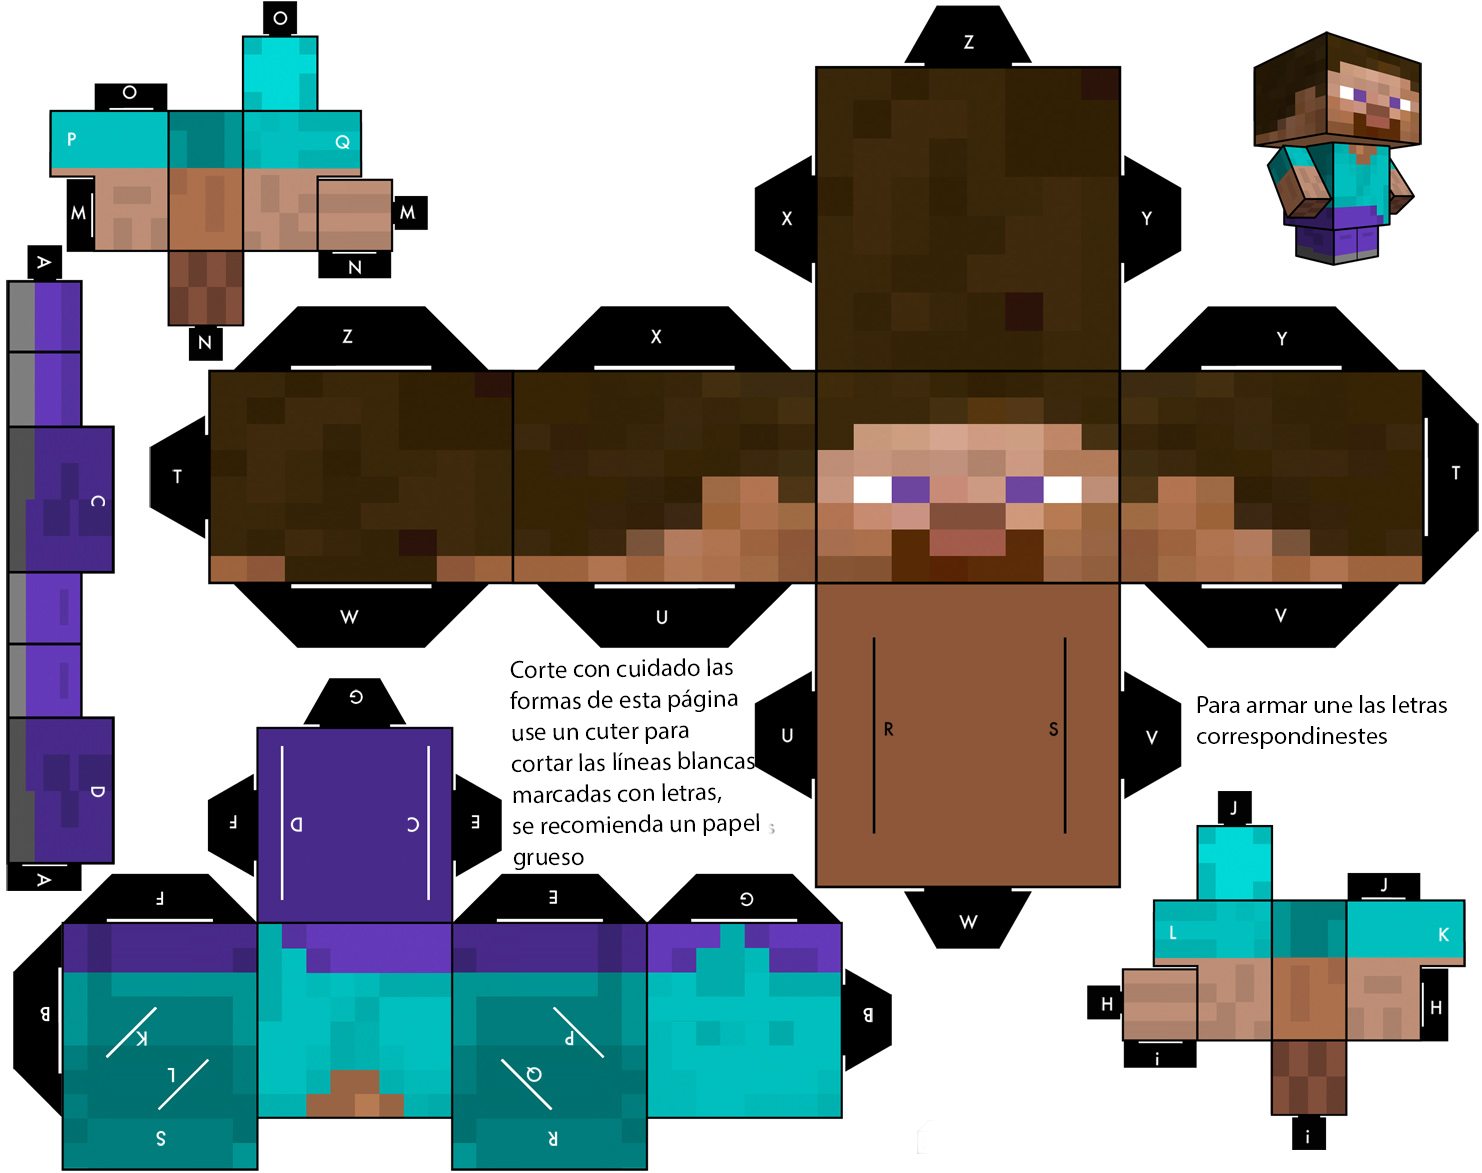 O
Z
O
P
Q
M
M
N
X
Y
A
N
Z
X
Y
C
T
T
W
U
V
Corte con cuidado las
formas de esta página
use un cuter para
cortar las líneas blancas
marcadas con letras,
se recomienda un papel
grueso
Para armar une las letras
correspondinestes
G
U
R
S
V
D
F
D
C
E
A
J
F
E
G
W
J
L
K
B
K
P
B
H
H
L
Q
i
S
R
i